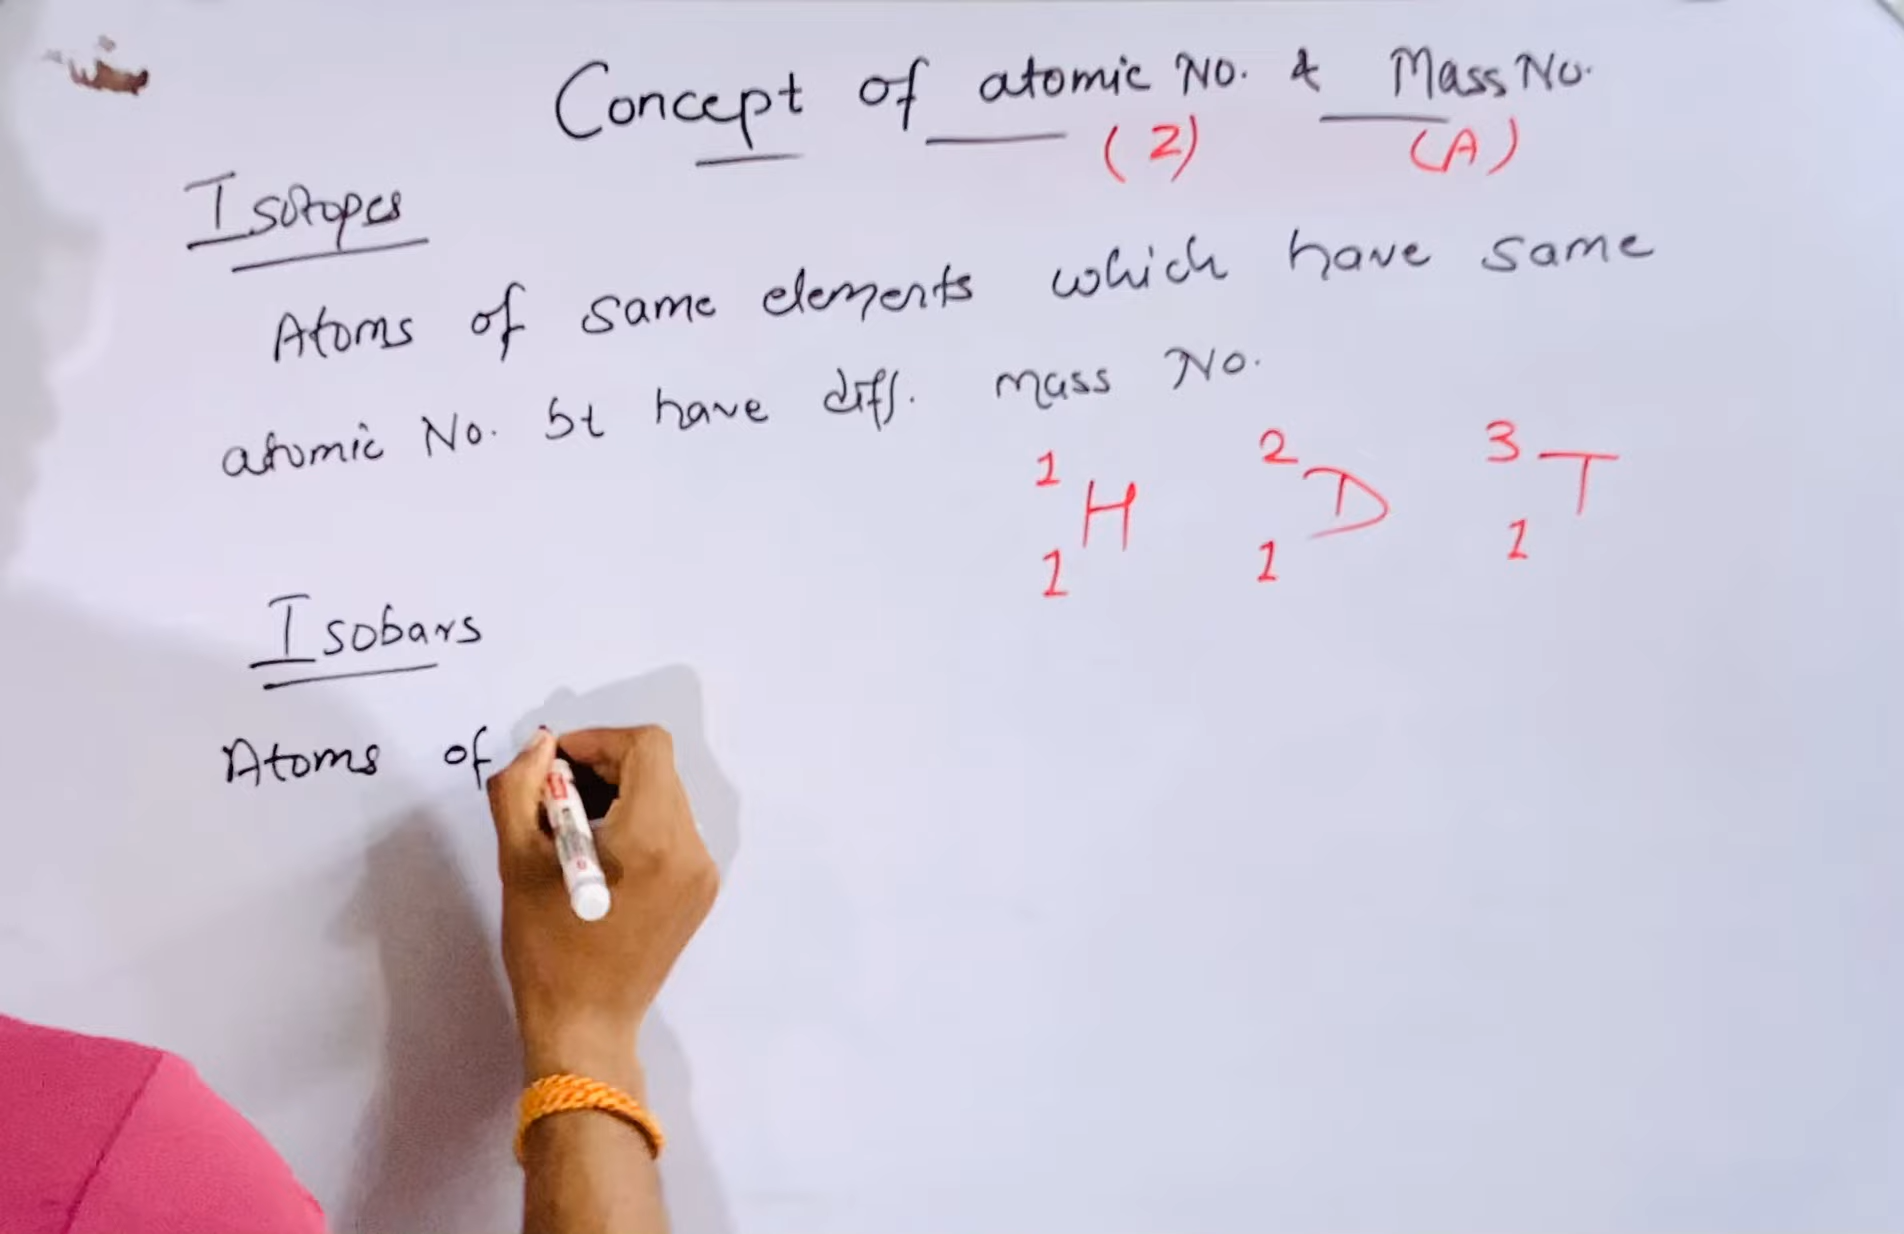 Concept of atomic No. & Mass No.
(Z) (A)
Isotopes
Atoms of same elements which have same
atomic No. bt have diff. mass No.
1 1 H 2 1 D 3 1 T
Isobars
Atoms of